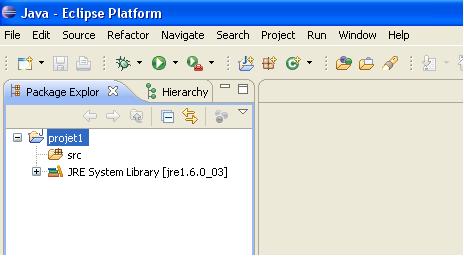 Java - Eclipse Platform
File Edit Source Refactor Navigate Search Project Run Window Help
Package Explor Hierarchy
projet1
src
JRE System Library [jre1.6.0_03]